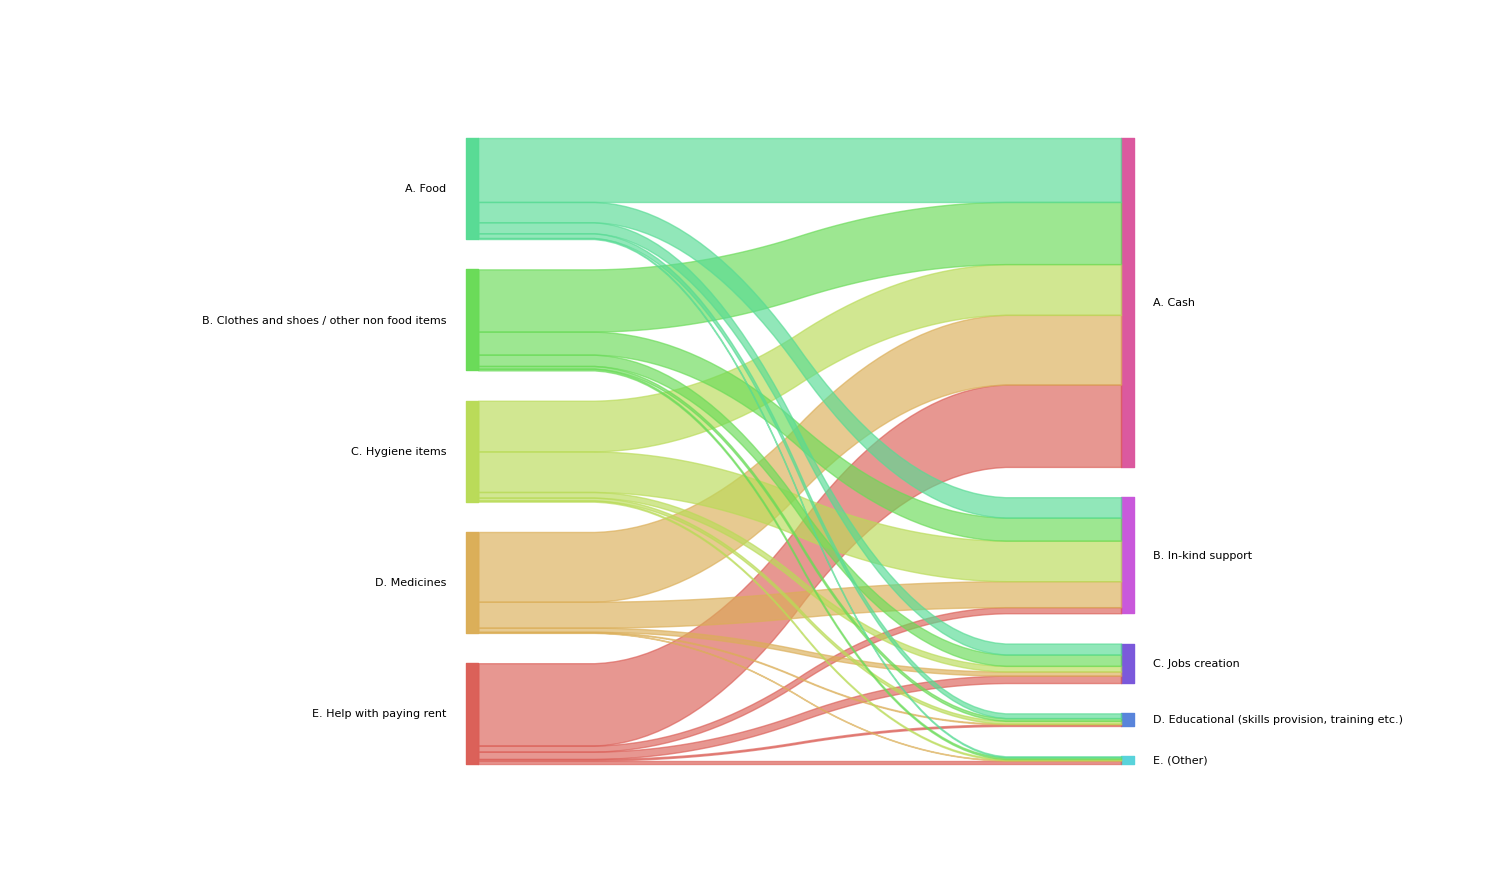 A. Food
B. Clothes and shoes / other non food items
C. Hygiene items
D. Medicines
E. Help with paying rent
A. Cash
B. In-kind support
C. Jobs creation
D. Educational (skills provision, training etc.)
E. (Other)